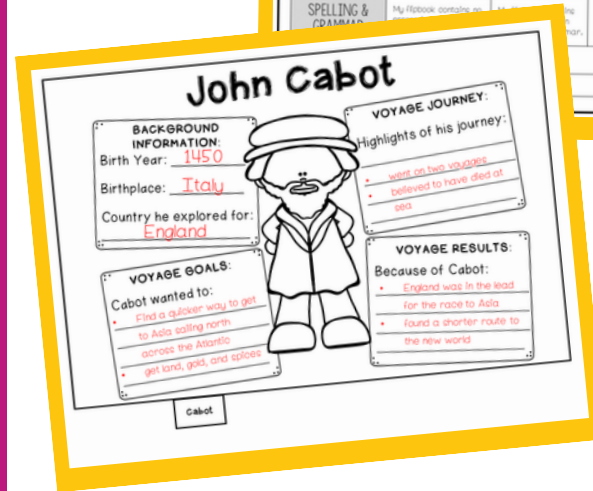 SPELLING &
GRAMMAR
My flipbook contains no
John Cabot
BACKGROUND
INFORMATION:
Birth Year: 1450
Birthplace: Italy
Country he explored for:
England
VOYAGE JOURNEY:
Highlights of his journey:
• went on two voyages
• believed to have died at
sea
VOYAGE GOALS:
Cabot wanted to:
• Find a quicker way to get
to Asia sailing north
across the Atlantic
• get land, gold, and spices
VOYAGE RESULTS:
Because of Cabot:
• England was in the lead
for the race to Asia
• found a shorter route to
the new world
Cabot